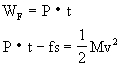 W_F = P・t
P・t − fs = 1/2 Mv²